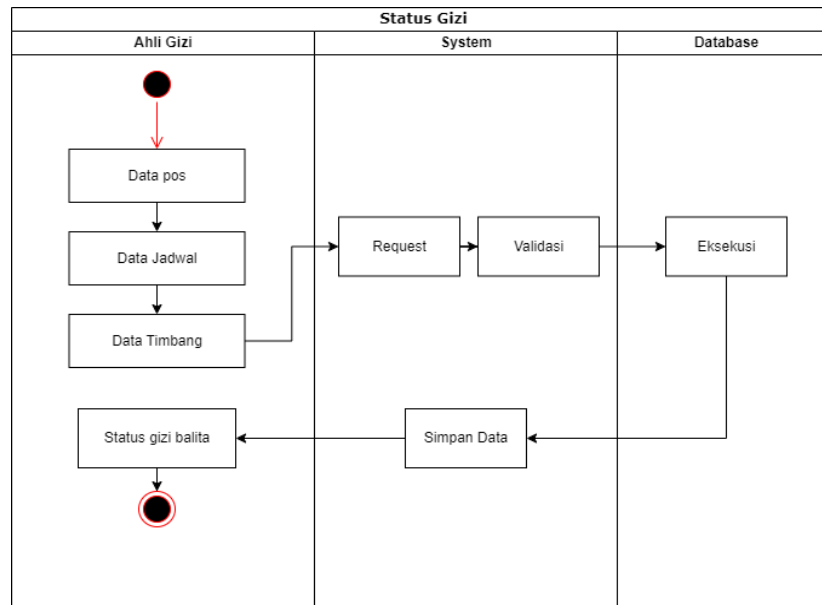 Status Gizi
Ahli Gizi
System
Database
Data pos
Data Jadwal
Data Timbang
Request
Validasi
Eksekusi
Simpan Data
Status gizi balita